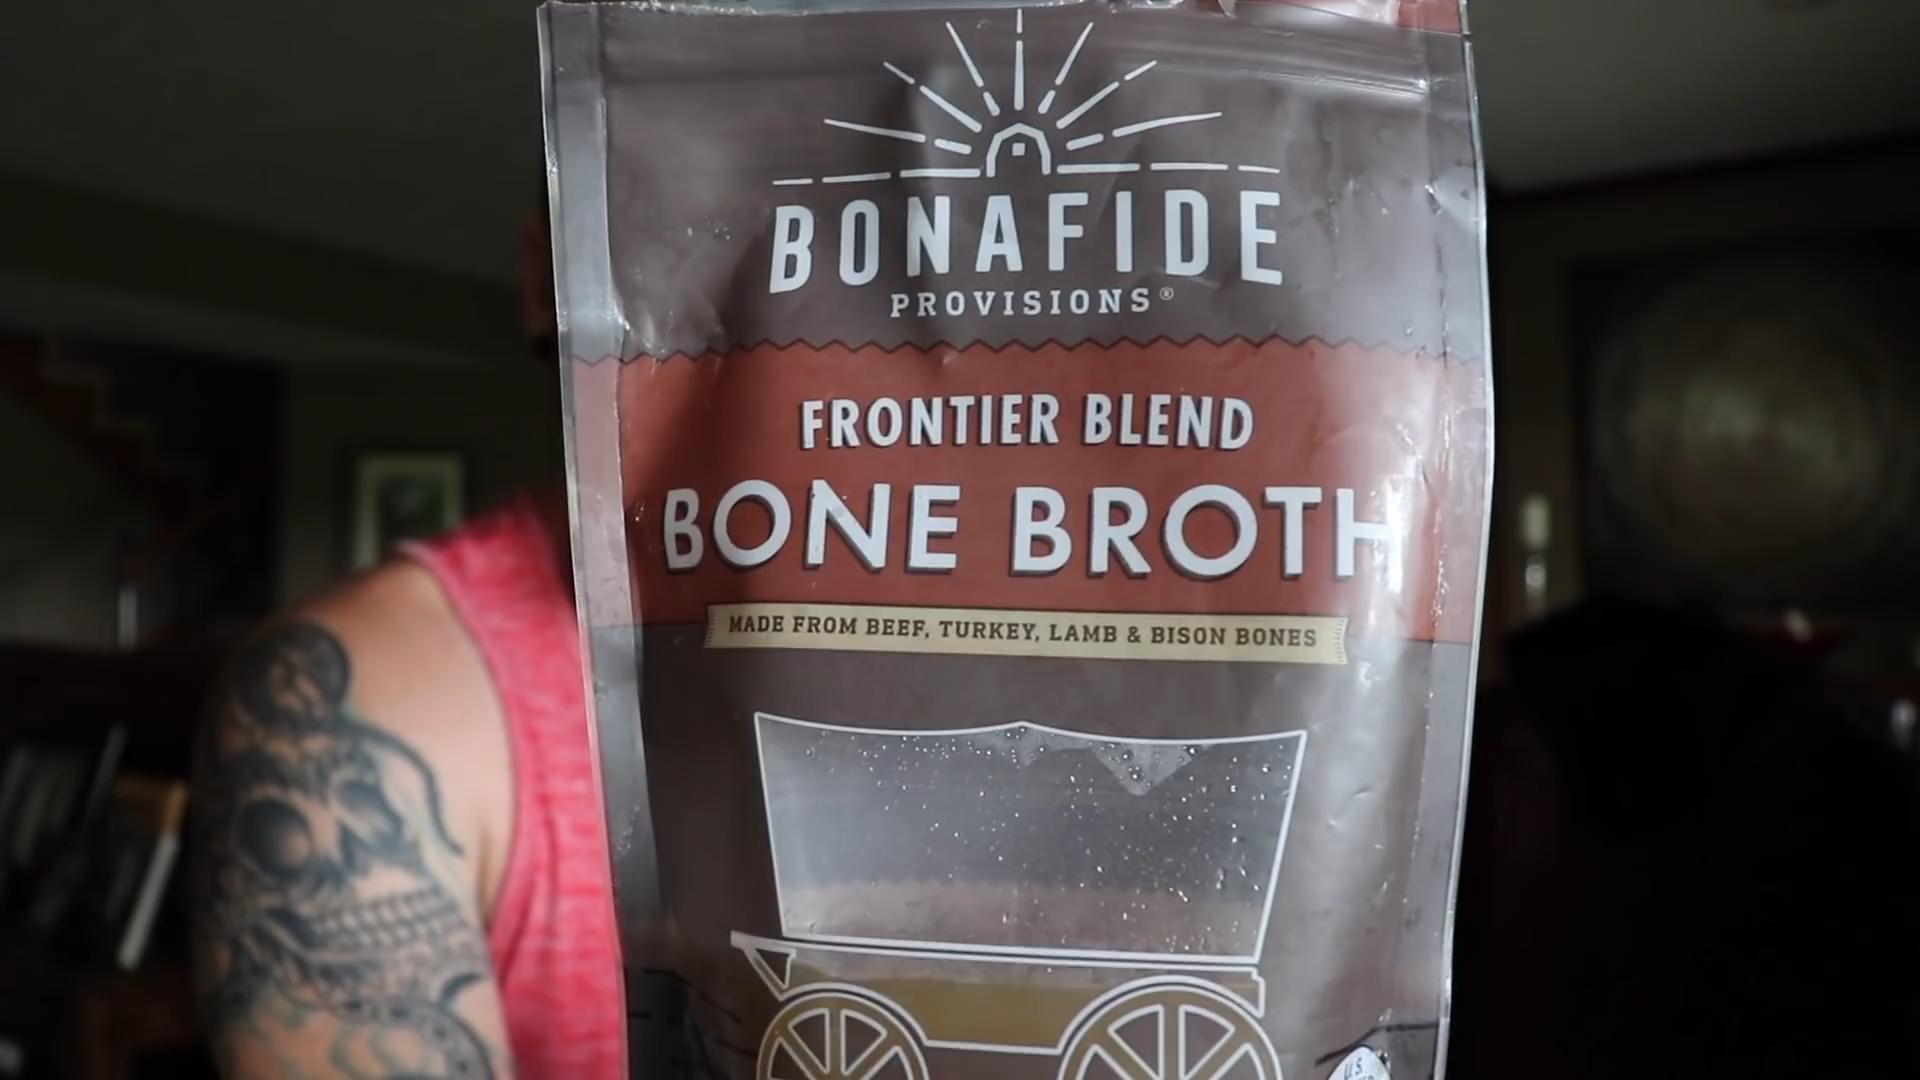 BONAFIDE
PROVISIONS®
FRONTIER BLEND
BONE BROTH
MADE FROM BEEF, TURKEY, LAMB & BISON BONES
U.S.